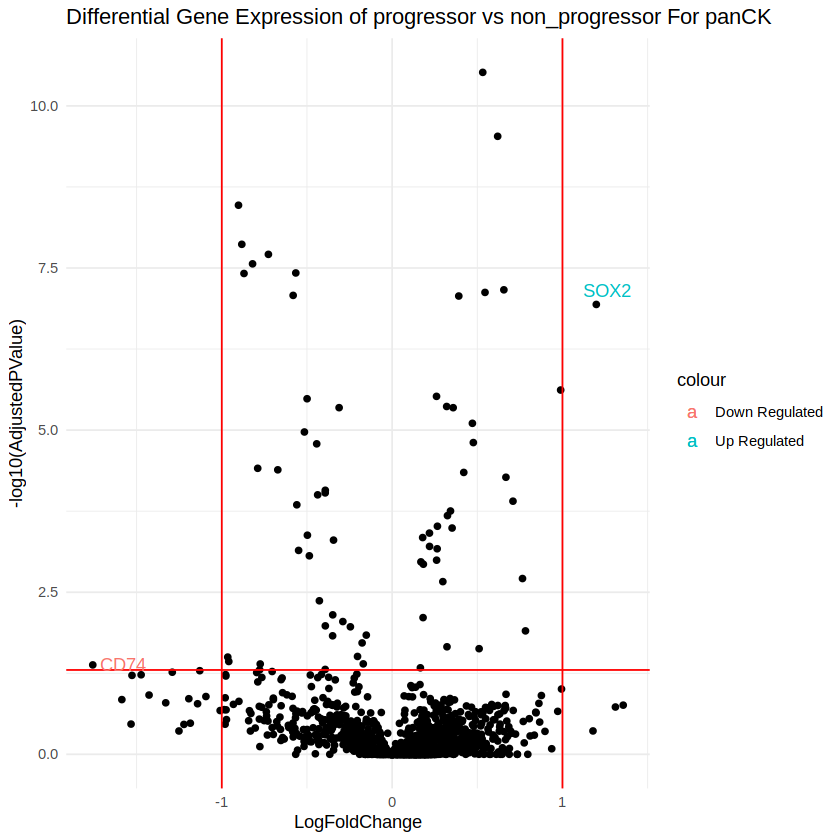 Differential Gene Expression of progressor vs non_progressor For panCK
10.0
7.5
5.0
2.5
0.0
-log10(AdjustedPValue)
SOX2
CD74
colour
a Down Regulated
a Up Regulated
-1
0
1
LogFoldChange